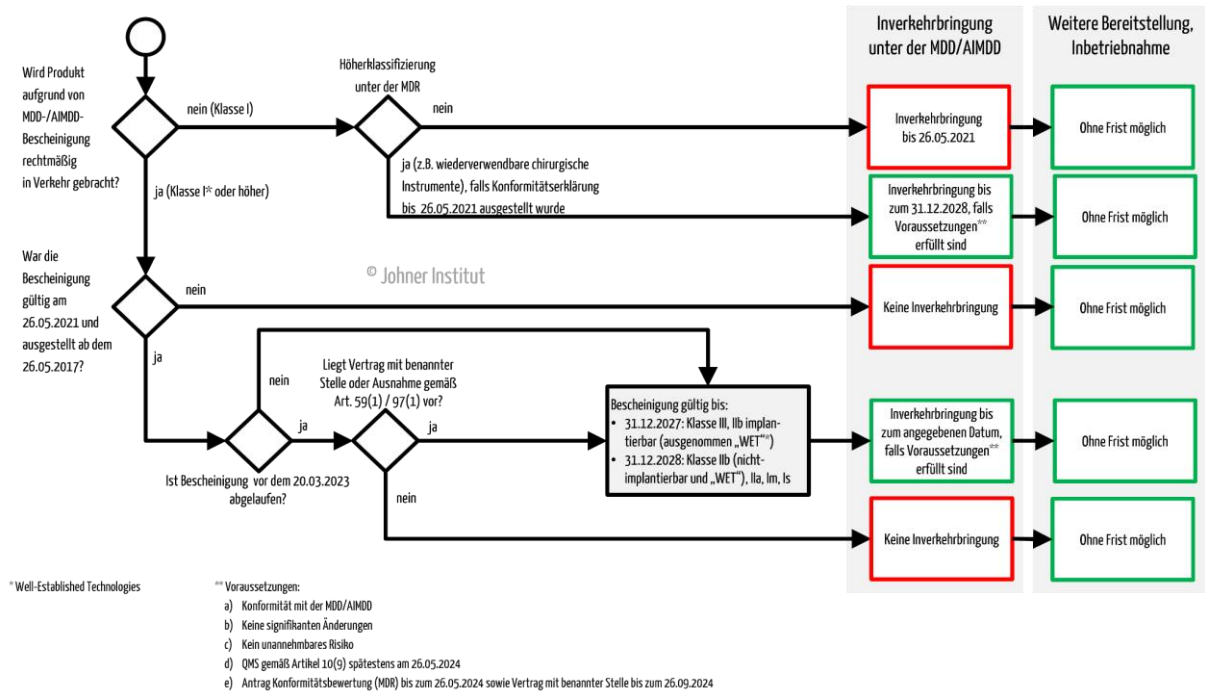 Inverkehrbringung
unter der MDD/AIMDD
Weitere Bereitstellung,
Inbetriebnahme
Wird Produkt
aufgrund von
MDD-/AIMDD-
Bescheinigung
rechtmäßig
in Verkehr gebracht?
nein (Klasse I)
Höherklassifizierung
unter der MDR
nein
Inverkehrbringung
bis 26.05.2021
Ohne Frist möglich
ja (z.B. wiederverwendbare chirurgische
Instrumente), falls Konformitätserklärung
bis 26.05.2021 ausgestellt wurde
ja (Klasse I* oder höher)
Inverkehrbringung bis
zum 31.12.2028, falls
Voraussetzungen**
erfüllt sind
Ohne Frist möglich
War die
Bescheinigung
gültig am
26.05.2021 und
ausgestellt ab dem
26.05.2017?
© Johner Institut
nein
Keine Inverkehrbringung
Ohne Frist möglich
ja
nein
Liegt Vertrag mit benannter
Stelle oder Ausnahme gemäß
Art. 59(1) / 97(1) vor?
ja
ja
Ist Bescheinigung vor dem 20.03.2023
abgelaufen?
nein
Bescheinigung gültig bis:
• 31.12.2027: Klasse III, IIb implan-
tierbar (ausgenommen „WET“*)
• 31.12.2028: Klasse IIb (nicht-
implantierbar und „WET“), IIa, Im, Is
Inverkehrbringung bis
zum angegebenen Datum,
falls Voraussetzungen**
erfüllt sind
Ohne Frist möglich
Keine Inverkehrbringung
Ohne Frist möglich
* Well-Established Technologies
** Voraussetzungen:
a) Konformität mit der MDD/AIMDD
b) Keine signifikanten Änderungen
c) Kein unannehmbares Risiko
d) QMS gemäß Artikel 10(9) spätestens am 26.05.2024
e) Antrag Konformitätsbewertung (MDR) bis zum 26.05.2024 sowie Vertrag mit benannter Stelle bis zum 26.09.2024